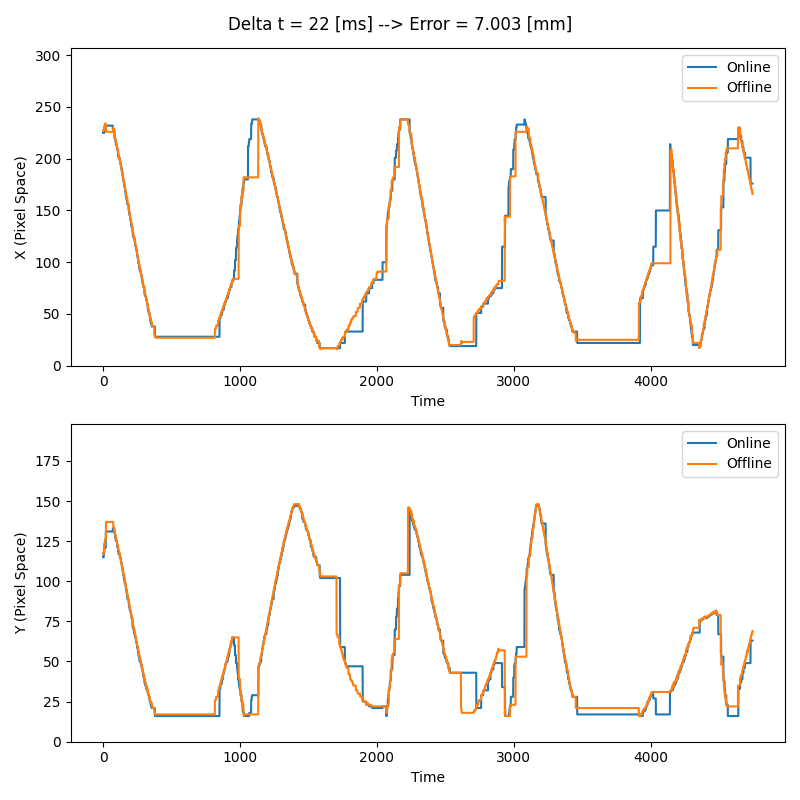 Delta t = 22 [ms] --> Error = 7.003 [mm]
300
250
200
150
100
50
0
X (Pixel Space)
Online
Offline
0 1000 2000 3000 4000
Time
175
150
125
100
75
50
25
0
Y (Pixel Space)
Online
Offline
0 1000 2000 3000 4000
Time